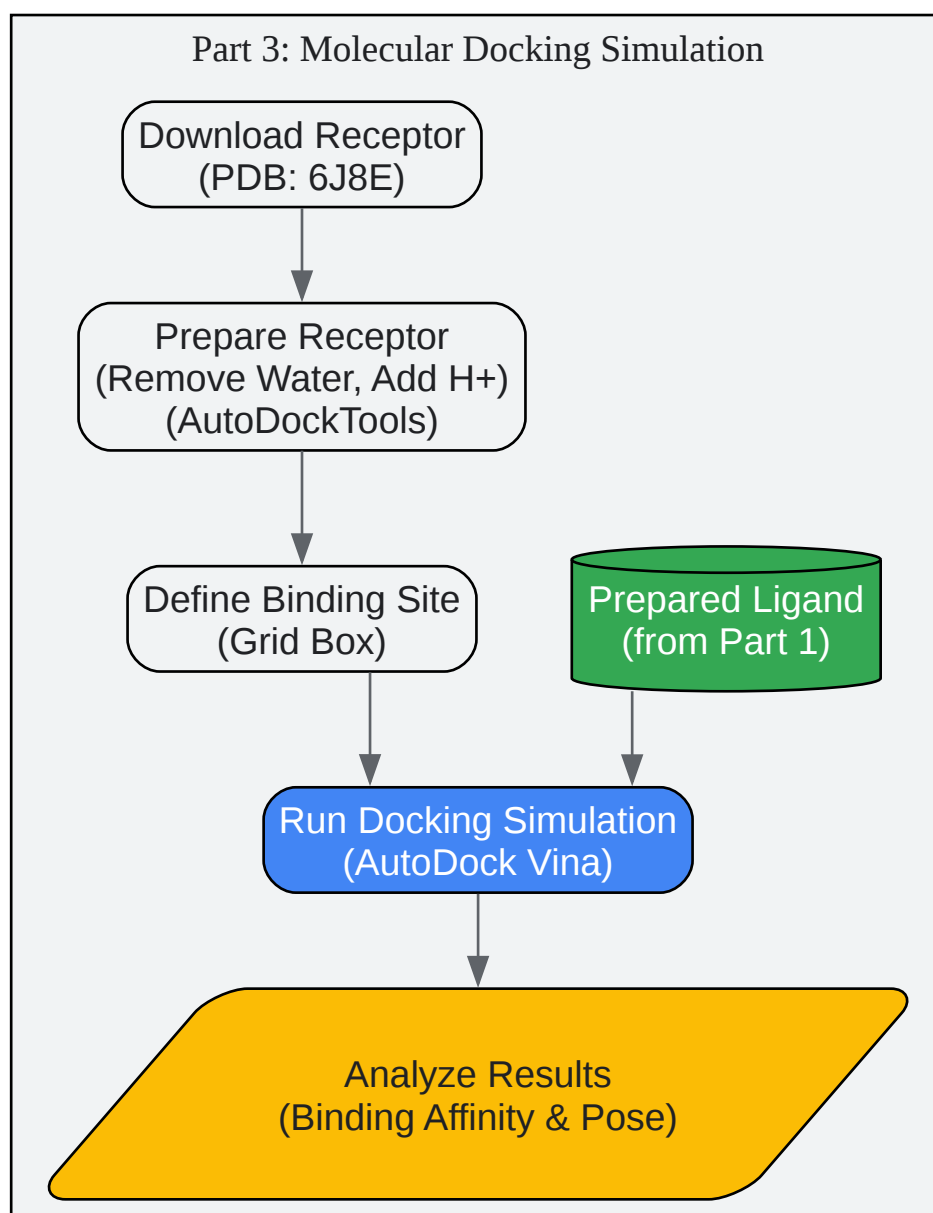 Part 3: Molecular Docking Simulation
Download Receptor
(PDB: 6J8E)
Prepare Receptor
(Remove Water, Add H+)
(AutoDockTools)
Define Binding Site
(Grid Box)
Prepared Ligand
(from Part 1)
Run Docking Simulation
(AutoDock Vina)
Analyze Results
(Binding Affinity & Pose)